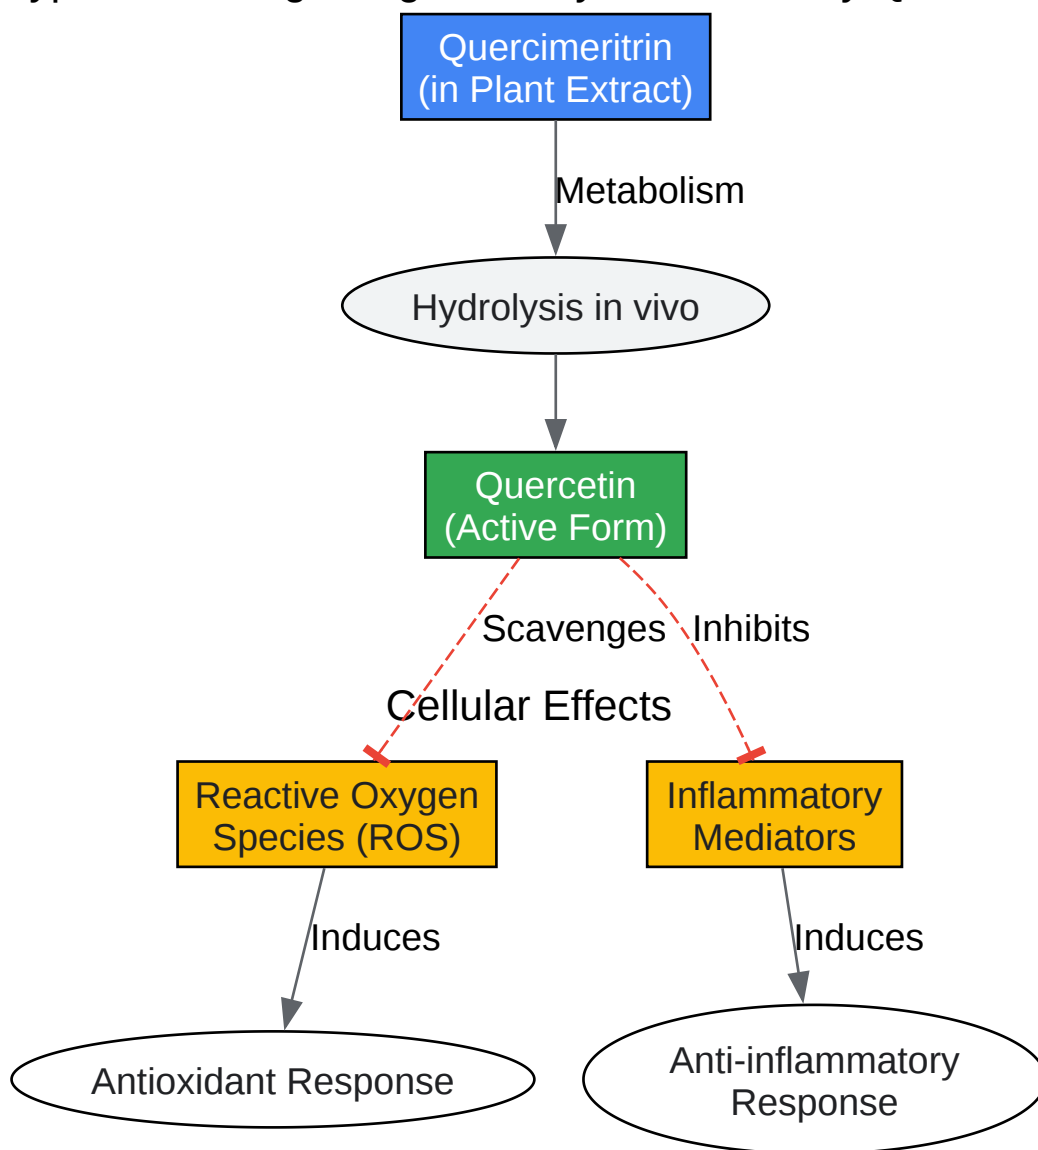 Quercimeritrin
(in Plant Extract)
Metabolism
Hydrolysis in vivo
Quercetin
(Active Form)
Scavenges
Inhibits
Cellular Effects
Reactive Oxygen
Species (ROS)
Inflammatory
Mediators
Induces
Induces
Antioxidant Response
Anti-inflammatory
Response